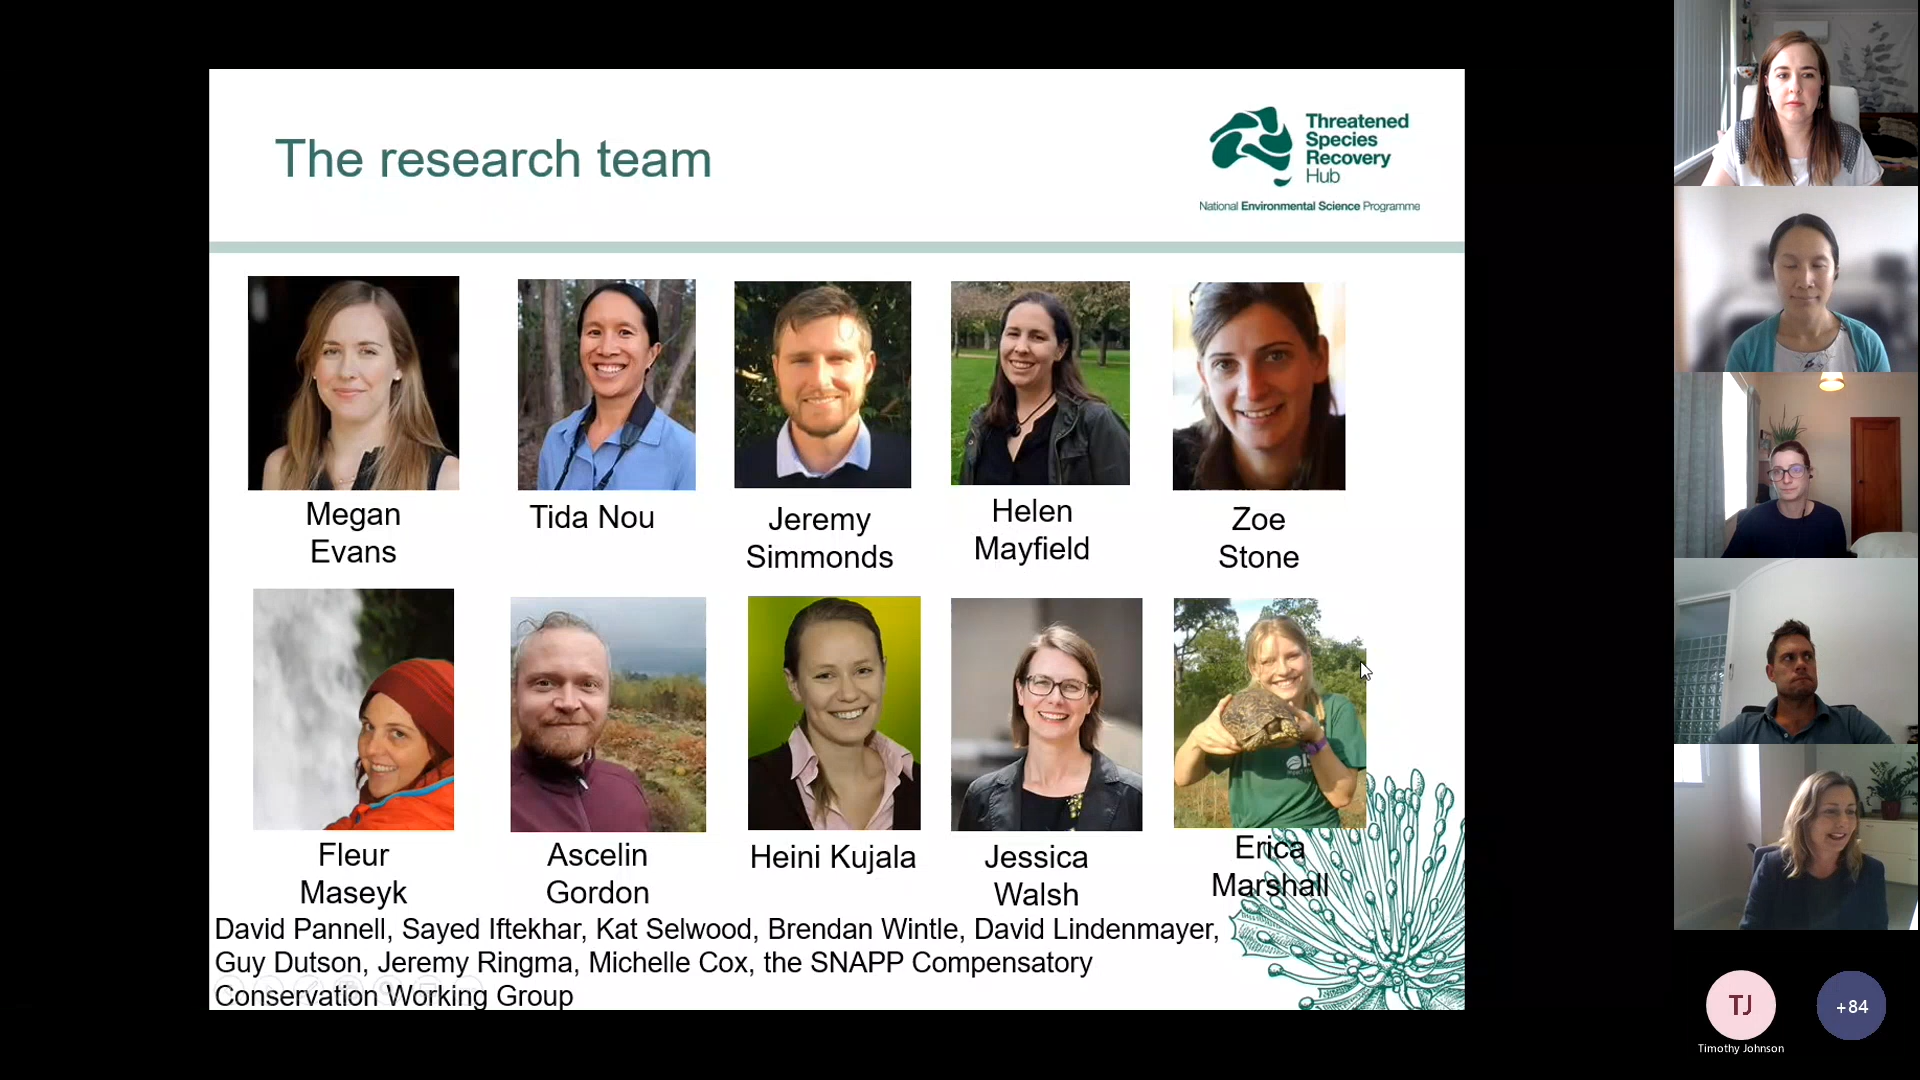 The research team
Threatened
Species
Recovery
Hub
National Environmental Science Programme
Megan
Evans
Tida Nou
Jeremy
Simmonds
Helen
Mayfield
Zoe
Stone
Fleur
Maseyk
Ascelin
Gordon
Heini Kujala
Jessica
Walsh
Erica
Marshall
David Pannell, Sayed Iftekhar, Kat Selwood, Brendan Wintle, David Lindenmayer,
Guy Dutson, Jeremy Ringma, Michelle Cox, the SNAPP Compensatory
Conservation Working Group
TJ
+84
Timothy Johnson